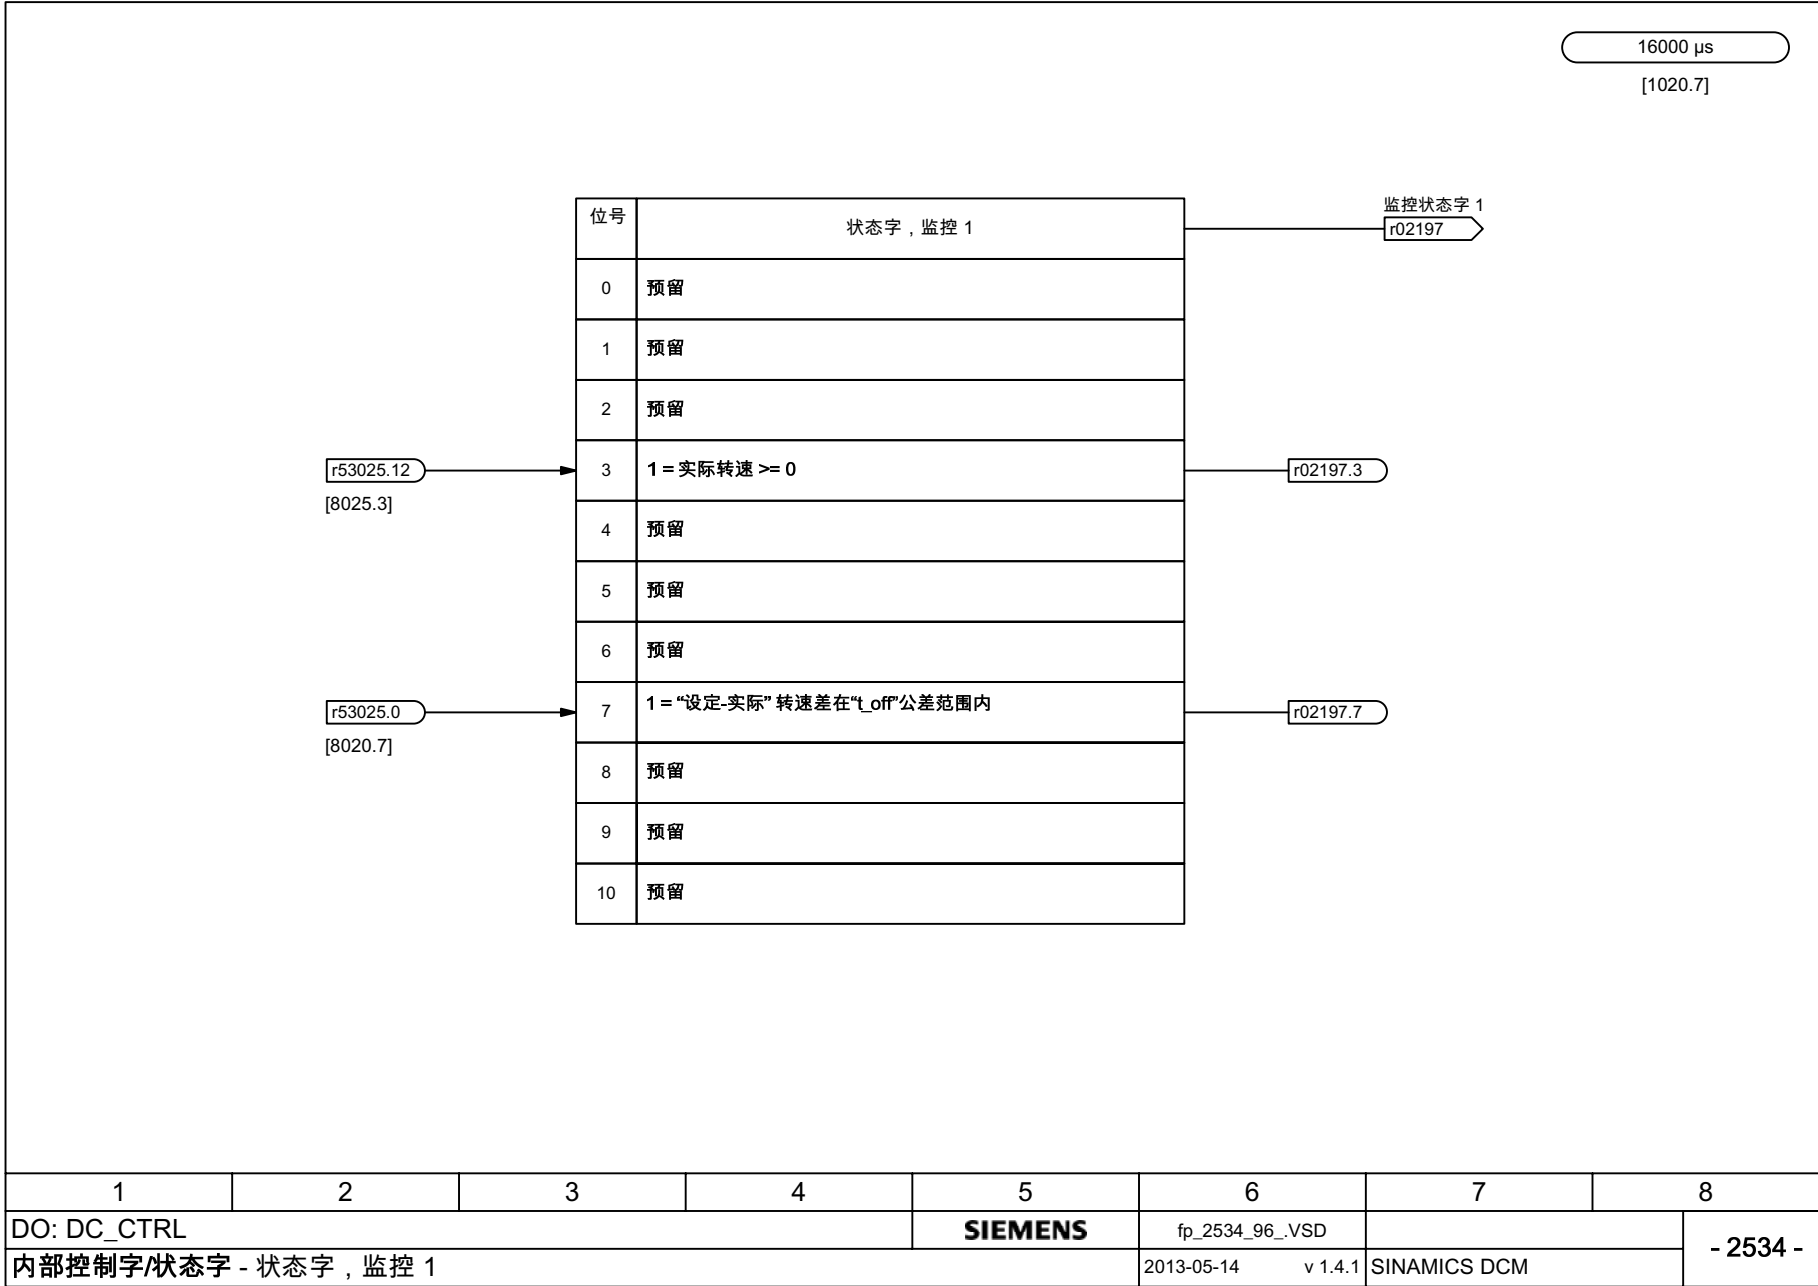 16000 µs
[1020.7]
位号
状态字，监控 1
监控状态字 1
r02197
0 预留
1 预留
2 预留
r53025.12
[8025.3]
3 1 = 实际转速 >= 0
r02197.3
4 预留
5 预留
6 预留
r53025.0
[8020.7]
7 1 = “设定-实际” 转速差在“t_off”公差范围内
r02197.7
8 预留
9 预留
10 预留
1 2 3 4 5 6 7 8
DO: DC_CTRL
SIEMENS
fp_2534_96_.VSD
- 2534 -
内部控制字/状态字 - 状态字，监控 1
2013-05-14 v 1.4.1
SINAMICS DCM